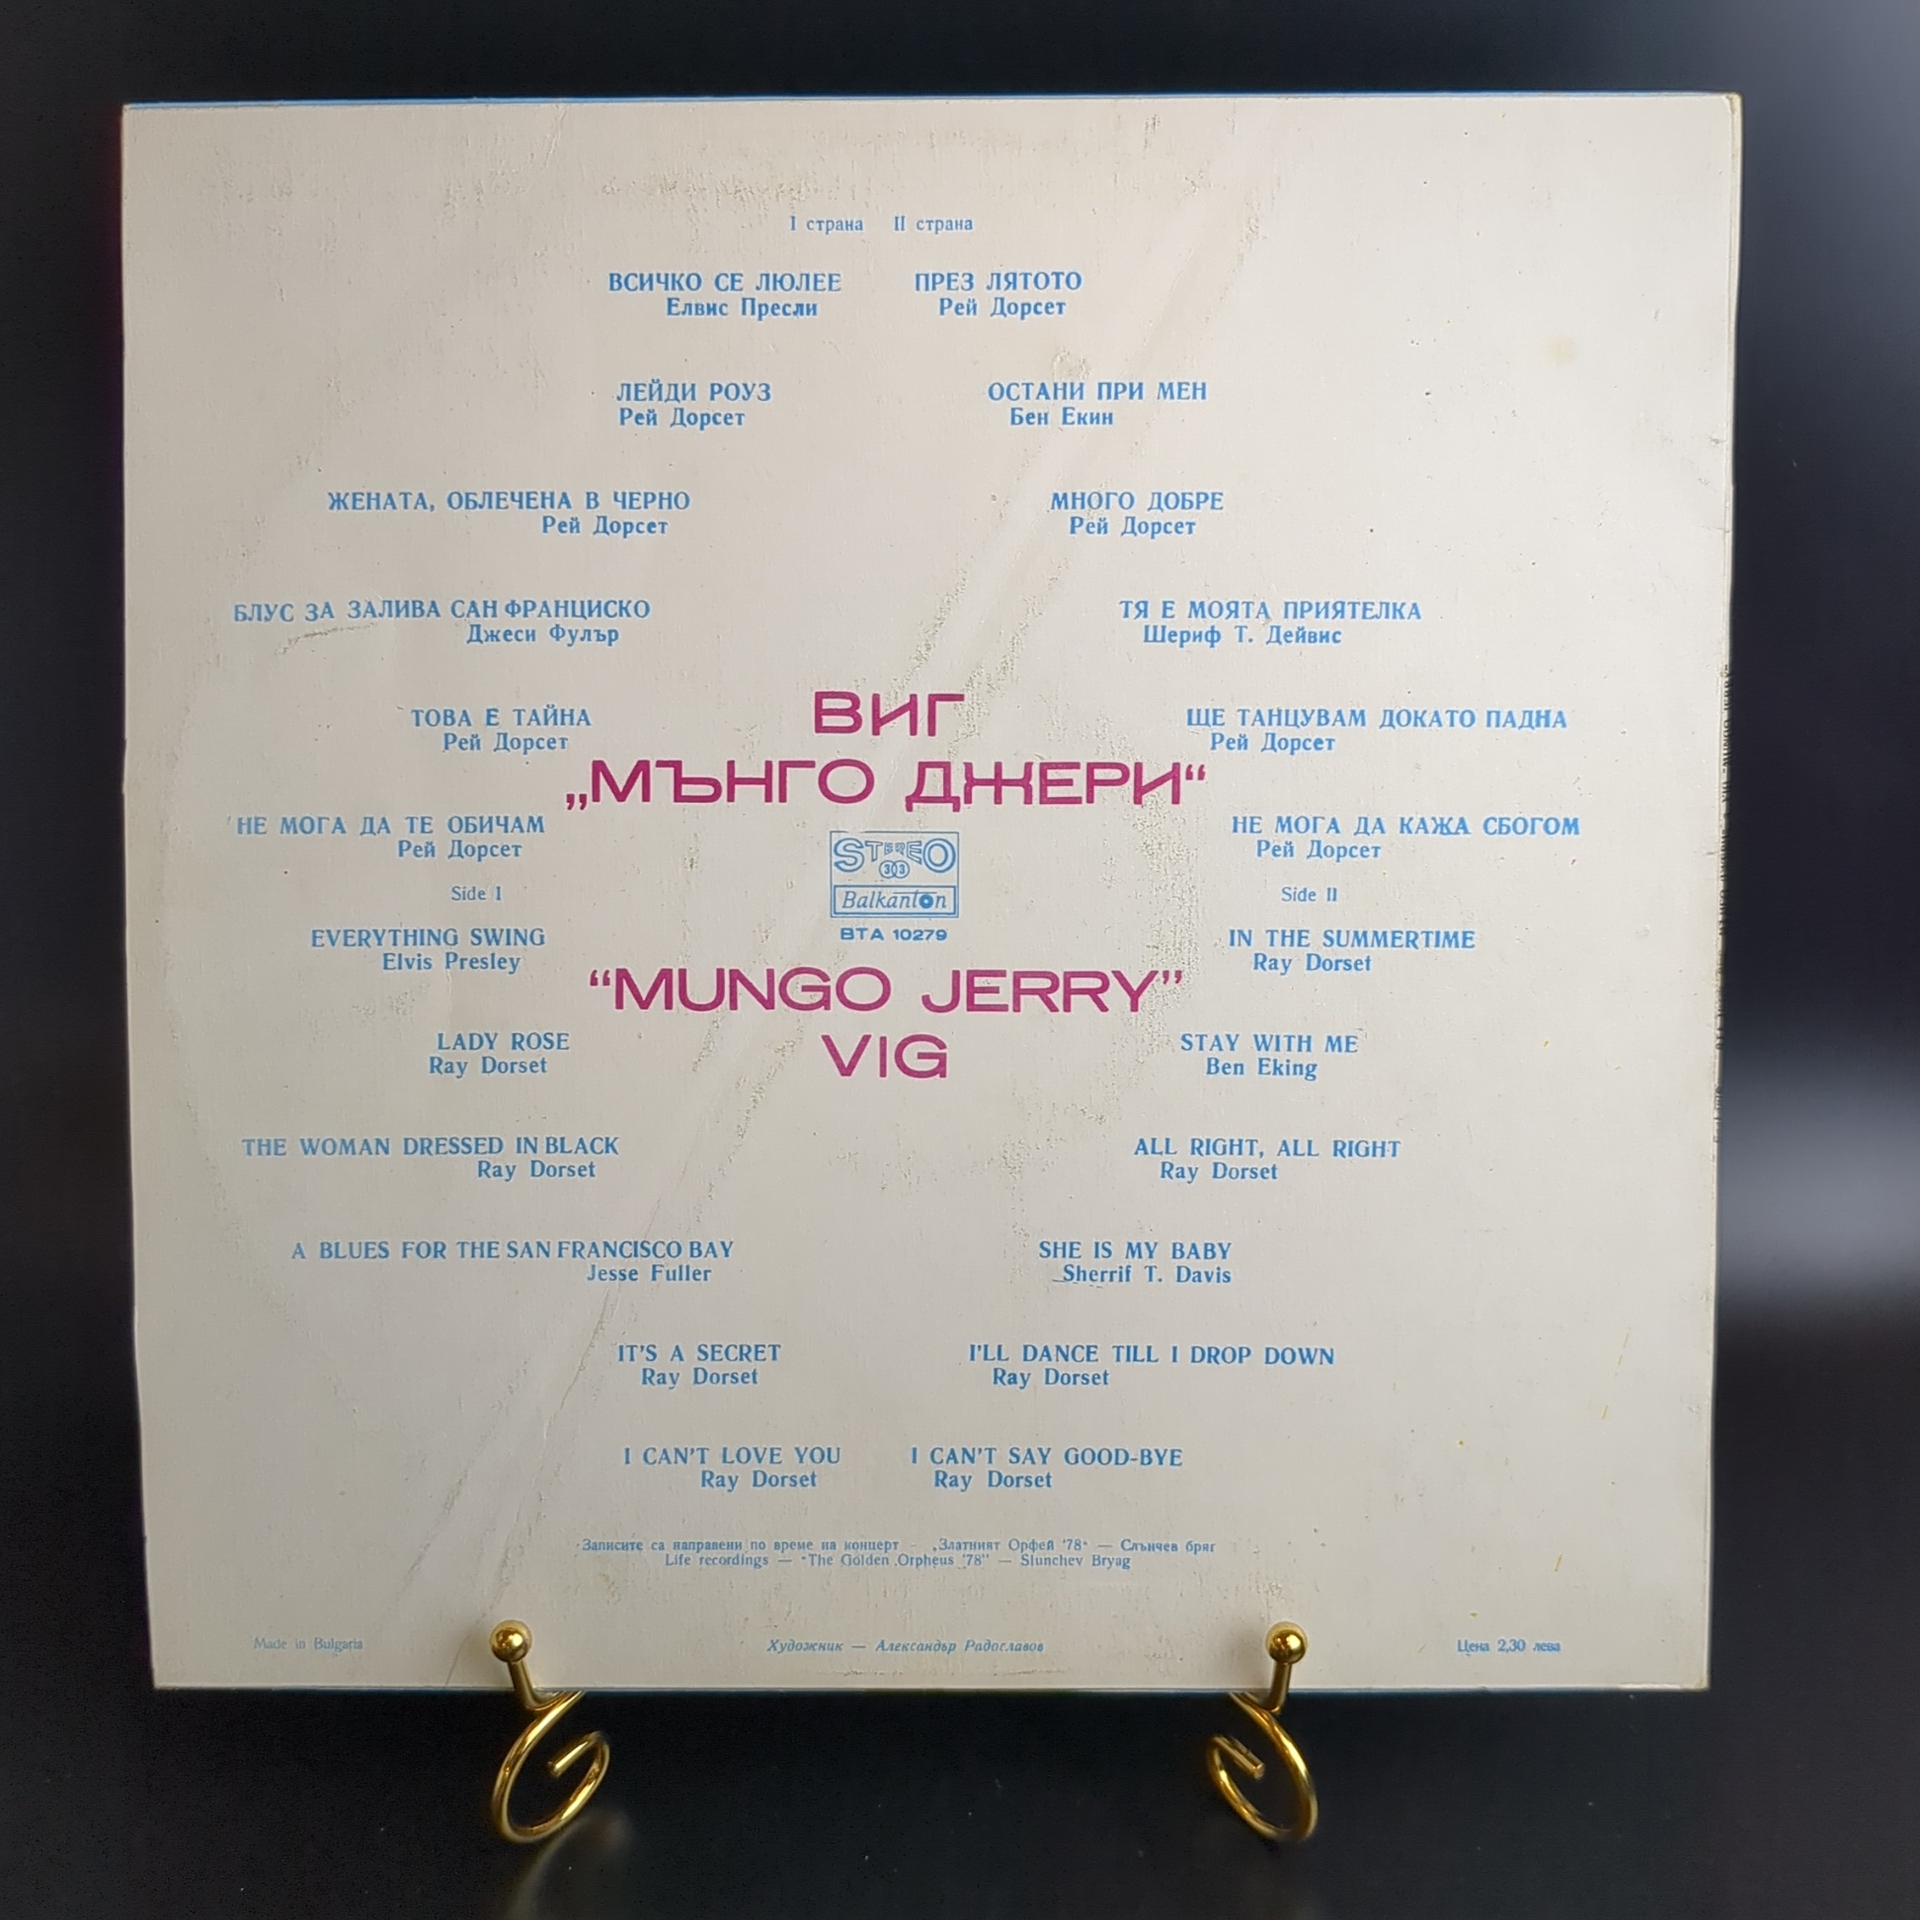 I страна II страна
ВСИЧКО СЕ ЛЮЛЕЕ
Елвис Пресли
ПРЕЗ ЛЯТОТО
Рей Дорсет
ЛЕЙДИ РОУЗ
Рей Дорсет
ОСТАНИ ПРИ МЕН
Бен Екин
ЖЕНАТА, ОБЛЕЧЕНА В ЧЕРНО
Рей Дорсет
МНОГО ДОБРЕ
Рей Дорсет
БЛУС ЗА ЗАЛИВА САН ФРАНЦИСКО
Джеси Фулър
ТЯ Е МОЯТА ПРИЯТЕЛКА
Шериф Т. Дейвис
ТОВА Е ТАЙНА
Рей Дорсет
ЩЕ ТАНЦУВАМ ДОКАТО ПАДНА
Рей Дорсет
ВИГ
„МЪНГО ДЖЕРИ“
НЕ МОГА ДА ТЕ ОБИЧАМ
Рей Дорсет
НЕ МОГА ДА КАЖА СБОГОМ
Рей Дорсет
STEREO
33
Balkanton
ВТА 10279
Side I
Side II
EVERYTHING SWING
Elvis Presley
IN THE SUMMERTIME
Ray Dorset
“MUNGO JERRY”
VIG
LADY ROSE
Ray Dorset
STAY WITH ME
Ben Eking
THE WOMAN DRESSED IN BLACK
Ray Dorset
ALL RIGHT, ALL RIGHT
Ray Dorset
A BLUES FOR THE SAN FRANCISCO BAY
Jesse Fuller
SHE IS MY BABY
Sherrif T. Davis
IT'S A SECRET
Ray Dorset
I'LL DANCE TILL I DROP DOWN
Ray Dorset
I CAN'T LOVE YOU
Ray Dorset
I CAN'T SAY GOOD-BYE
Ray Dorset
Записите са направени по време на концерт – „Златният Орфей '78“ — Слънчев бряг
Life recordings — "The Golden Orpheus '78" — Slunchev Bryag
Made in Bulgaria
Художник — Александър Радославов
Цена 2,30 лева